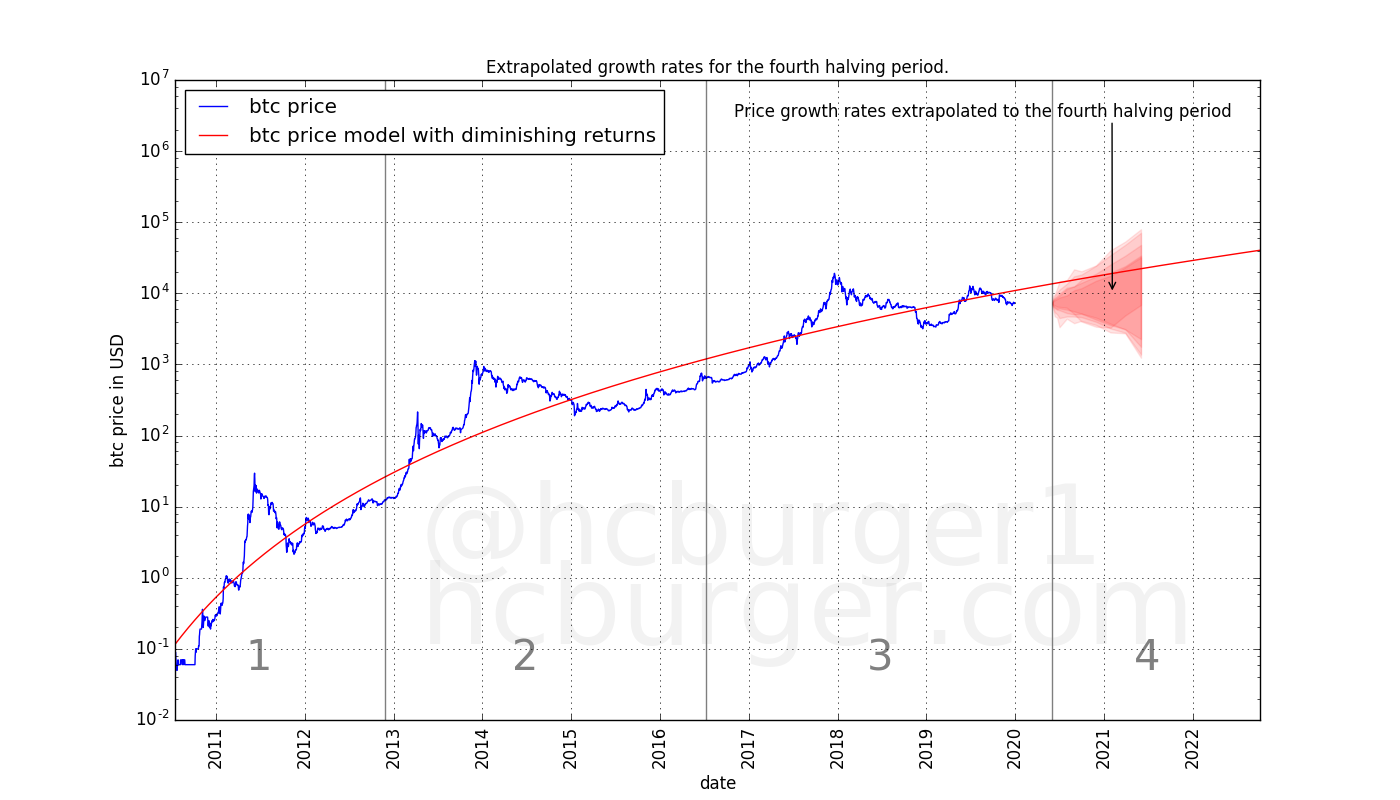 Extrapolated growth rates for the fourth halving period.
btc price
btc price model with diminishing returns
Price growth rates extrapolated to the fourth halving period
10^7
10^6
10^5
10^4
10^3
10^2
10^1
10^0
10^-1
10^-2
btc price in USD
@hcburger1
hcburger.com
1 2 3 4
2011 2012 2013 2014 2015 2016 2017 2018 2019 2020 2021 2022
date